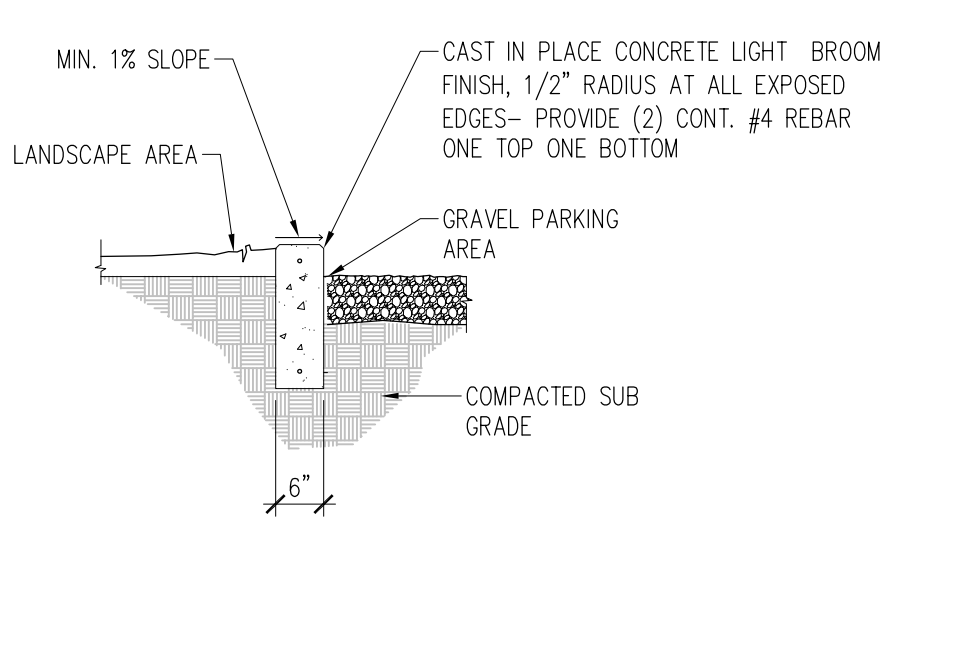 MIN. 1% SLOPE
CAST IN PLACE CONCRETE LIGHT BROOM
FINISH, 1/2" RADIUS AT ALL EXPOSED
EDGES– PROVIDE (2) CONT. #4 REBAR
ONE TOP ONE BOTTOM
LANDSCAPE AREA
GRAVEL PARKING
AREA
COMPACTED SUB
GRADE
6"